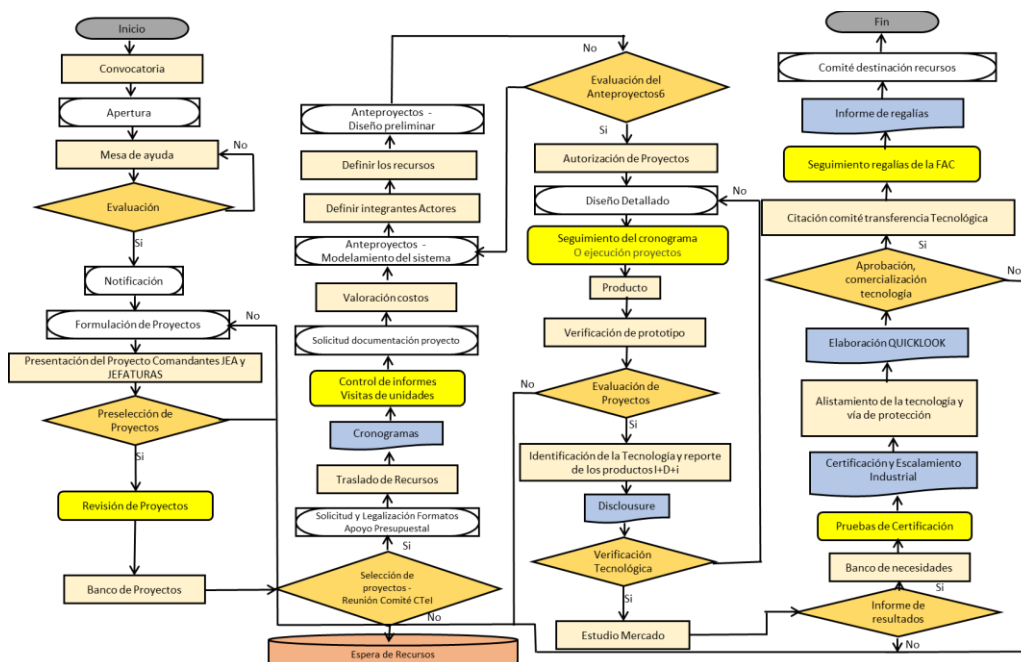 Inicio
Convocatoria
Apertura
Mesa de ayuda
No
Evaluación
Si
Notificación
Formulación de Proyectos
No
Presentación del Proyecto Comandantes JEA y
JEFATURAS
Preselección de
Proyectos
Si
Revisión de Proyectos
Banco de Proyectos
No
Anteproyectos -
Diseño preliminar
Definir los recursos
Definir integrantes Actores
Anteproyectos -
Modelamiento del sistema
Valoración costos
Solicitud documentación proyecto
Control de informes
Visitas de unidades
Cronogramas
Traslado de Recursos
Solicitud y Legalización Formatos
Apoyo Presupuestal
Si
Selección de
proyectos -
Reunión Comité CTeI
No
Espera de Recursos
Evaluación del
Anteproyectos6
Si
Autorización de Proyectos
Diseño Detallado
No
Seguimiento del cronograma
O ejecución proyectos
Producto
Verificación de prototipo
No
Evaluación de
Proyectos
Si
Identificación de la Tecnología y reporte
de los productos I+D+i
Disclousure
Verificación
Tecnológica
Si
Estudio Mercado
Fin
Comité destinación recursos
Informe de regalías
Seguimiento regalías de la FAC
Citación comité transferencia Tecnológica
Si
Aprobación,
comercialización
tecnología
No
Elaboración QUICKLOOK
Alistamiento de la tecnología y
vía de protección
Certificación y Escalamiento
Industrial
Pruebas de Certificación
Banco de necesidades
Si
Informe de
resultados
No